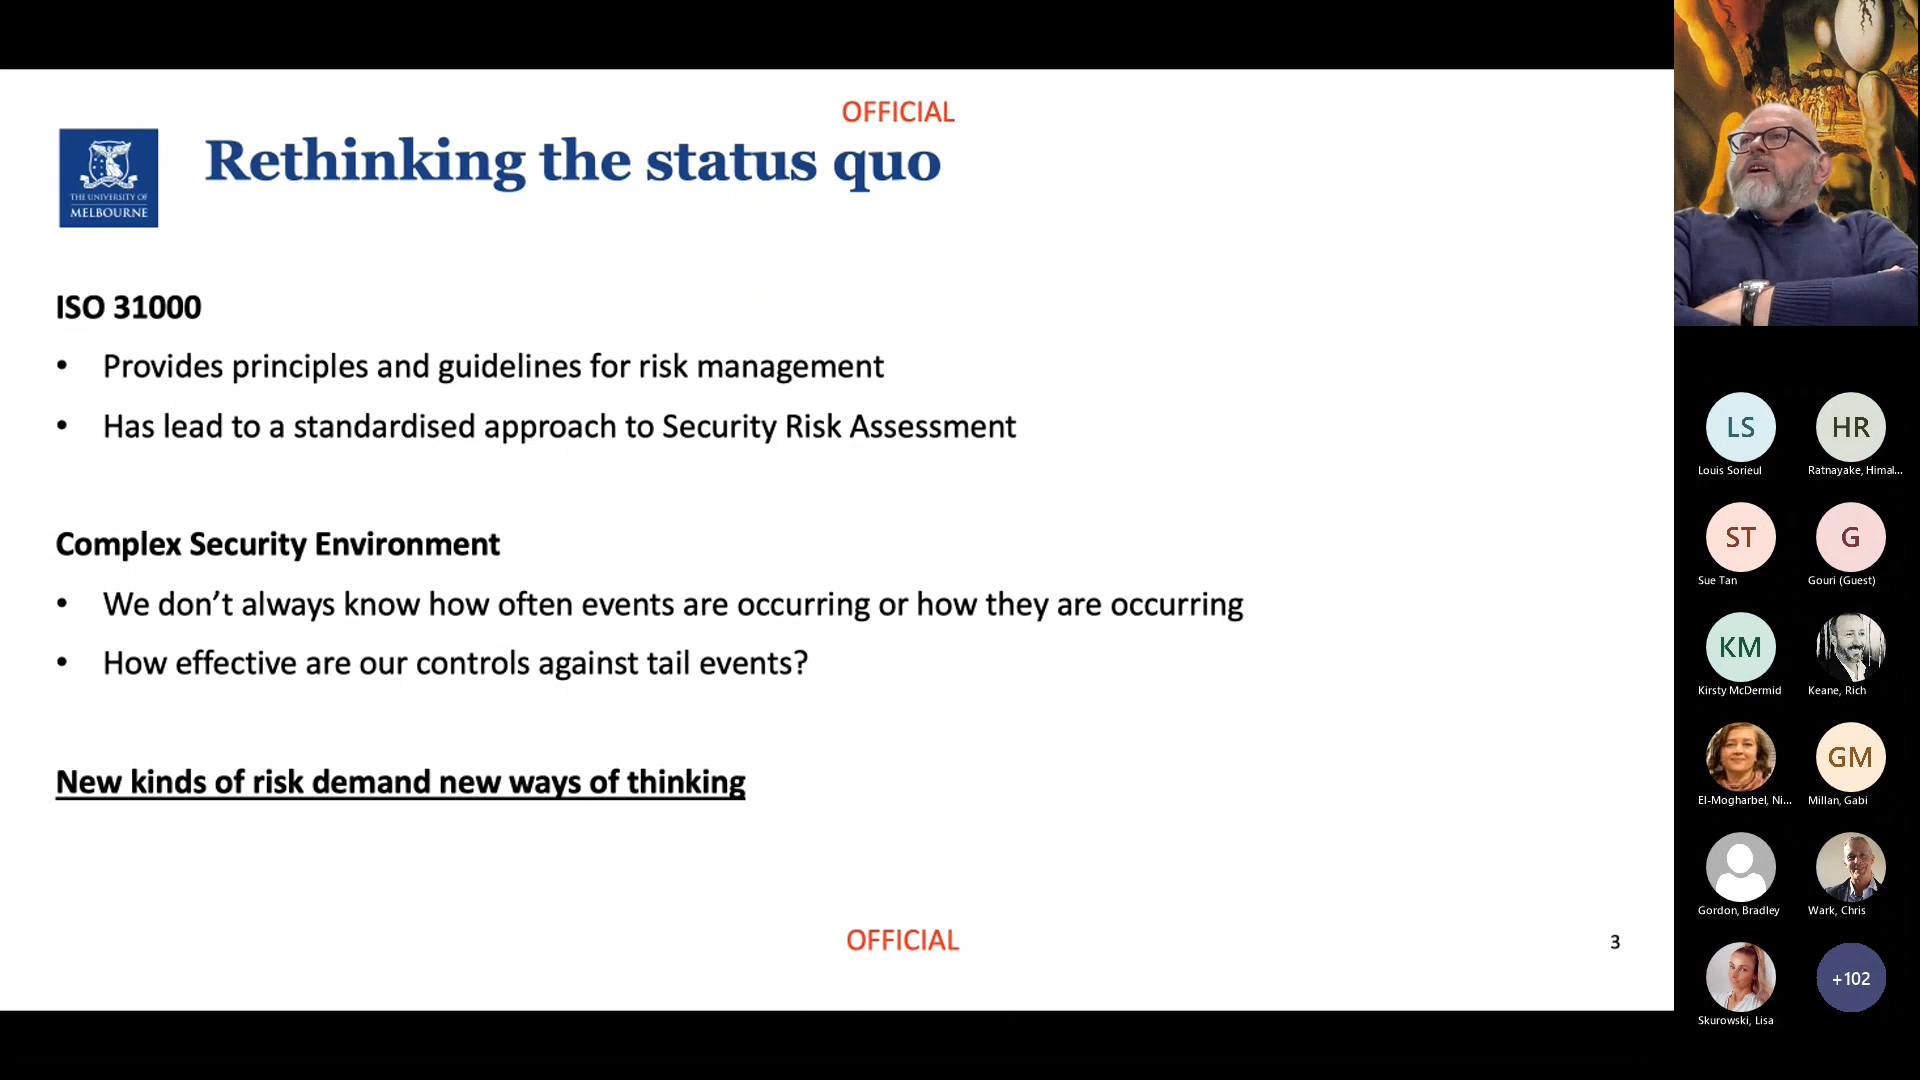 OFFICIAL
Rethinking the status quo
THE UNIVERSITY OF
MELBOURNE
ISO 31000
• Provides principles and guidelines for risk management
• Has lead to a standardised approach to Security Risk Assessment
Complex Security Environment
• We don’t always know how often events are occurring or how they are occurring
• How effective are our controls against tail events?
New kinds of risk demand new ways of thinking
OFFICIAL
3
LS
HR
Louis Sorieul
Ratnayake, Himal...
ST
G
Sue Tan
Gouri (Guest)
KM
Kirsty McDermid
Keane, Rich
GM
El-Mogharbel, Ni...
Millan, Gabi
Gordon, Bradley
Wark, Chris
+102
Skurowski, Lisa